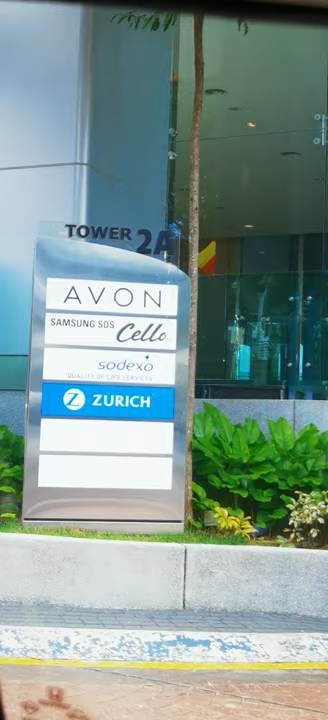 TOWER 2A
AVON
SAMSUNG SDS Cello
sodexo
QUALITY OF LIFE SERVICES
Z ZURICH